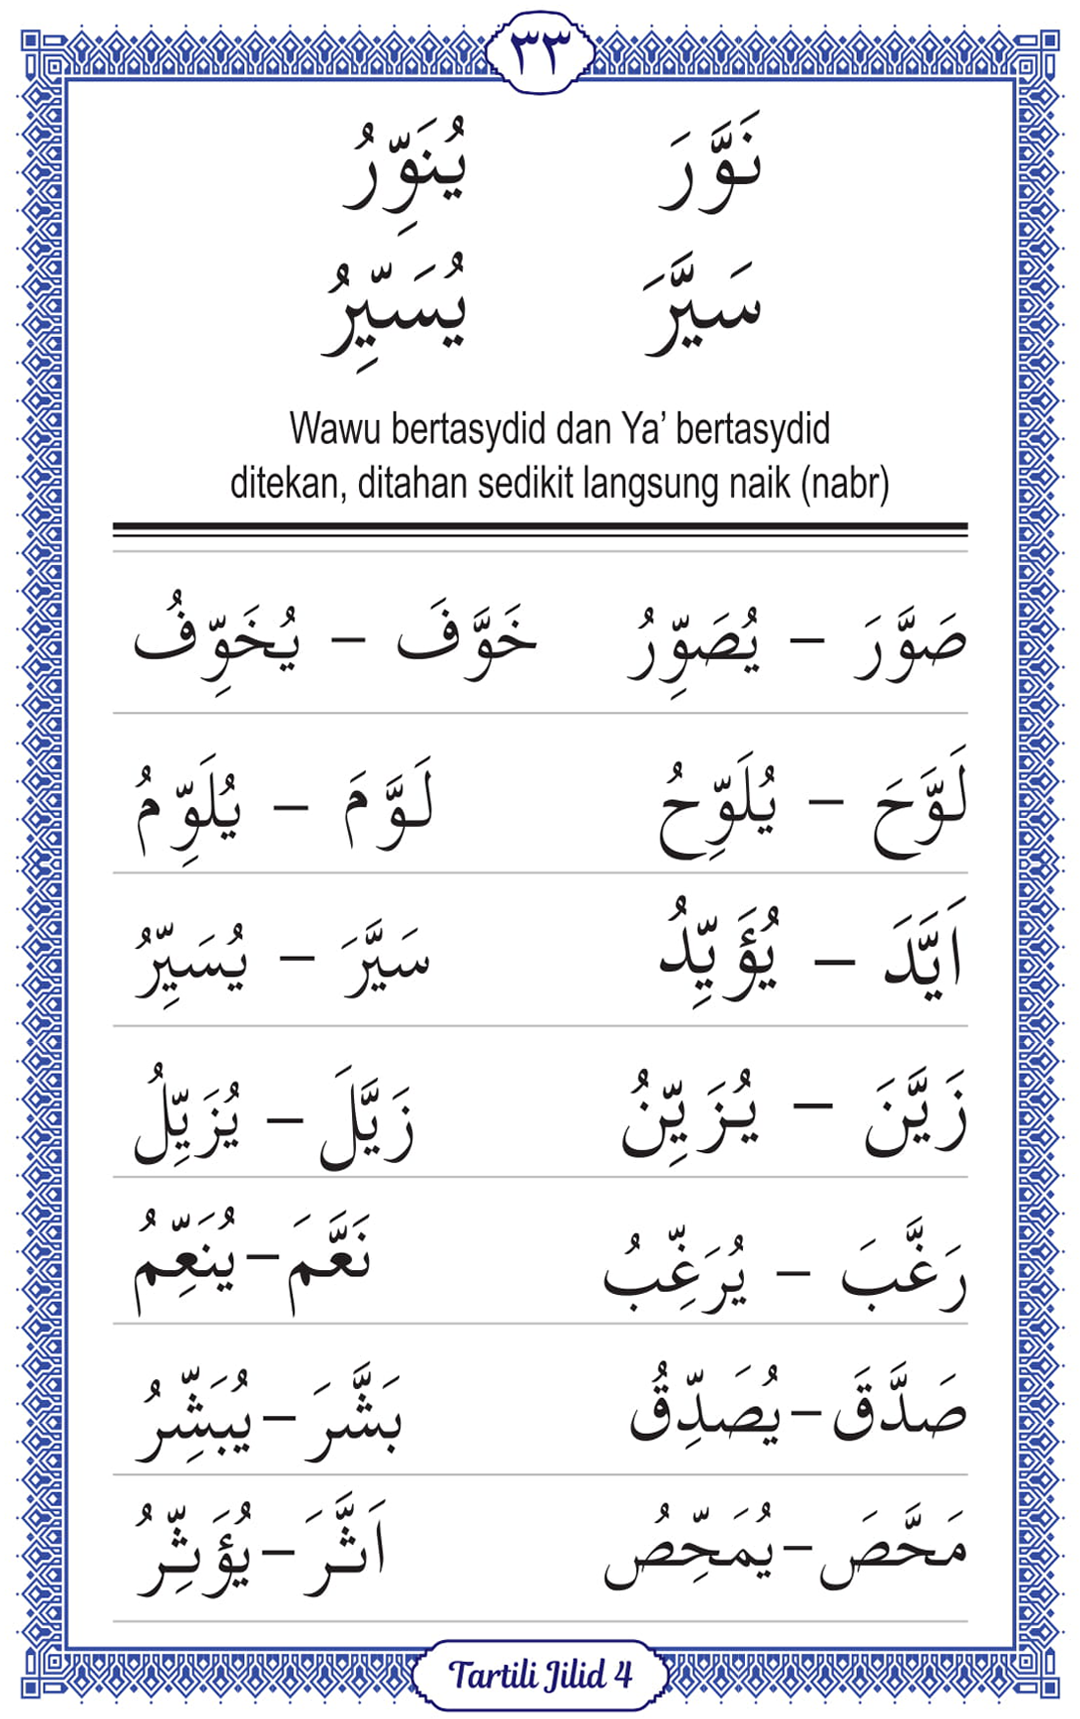 ٣٣
نَوَّرَ يُنَوِّرُ
سَيَّرَ يُسَيِّرُ
Wawu bertasydid dan Ya’ bertasydid
ditekan, ditahan sedikit langsung naik (nabr)
صَوَّرَ – يُصَوِّرُ خَوَّفَ – يُخَوِّفُ
لَوَّحَ – يُلَوِّحُ لَوَّمَ – يُلَوِّمُ
اَيَّدَ – يُؤَيِّدُ سَيَّرَ – يُسَيِّرُ
زَيَّنَ – يُزَيِّنُ زَيَّلَ – يُزَيِّلُ
رَغَّبَ – يُرَغِّبُ نَعَّمَ – يُنَعِّمُ
صَدَّقَ – يُصَدِّقُ بَشَّرَ – يُبَشِّرُ
مَحَّصَ – يُمَحِّصُ اَثَّرَ – يُؤَثِّرُ
Tartili Jilid 4